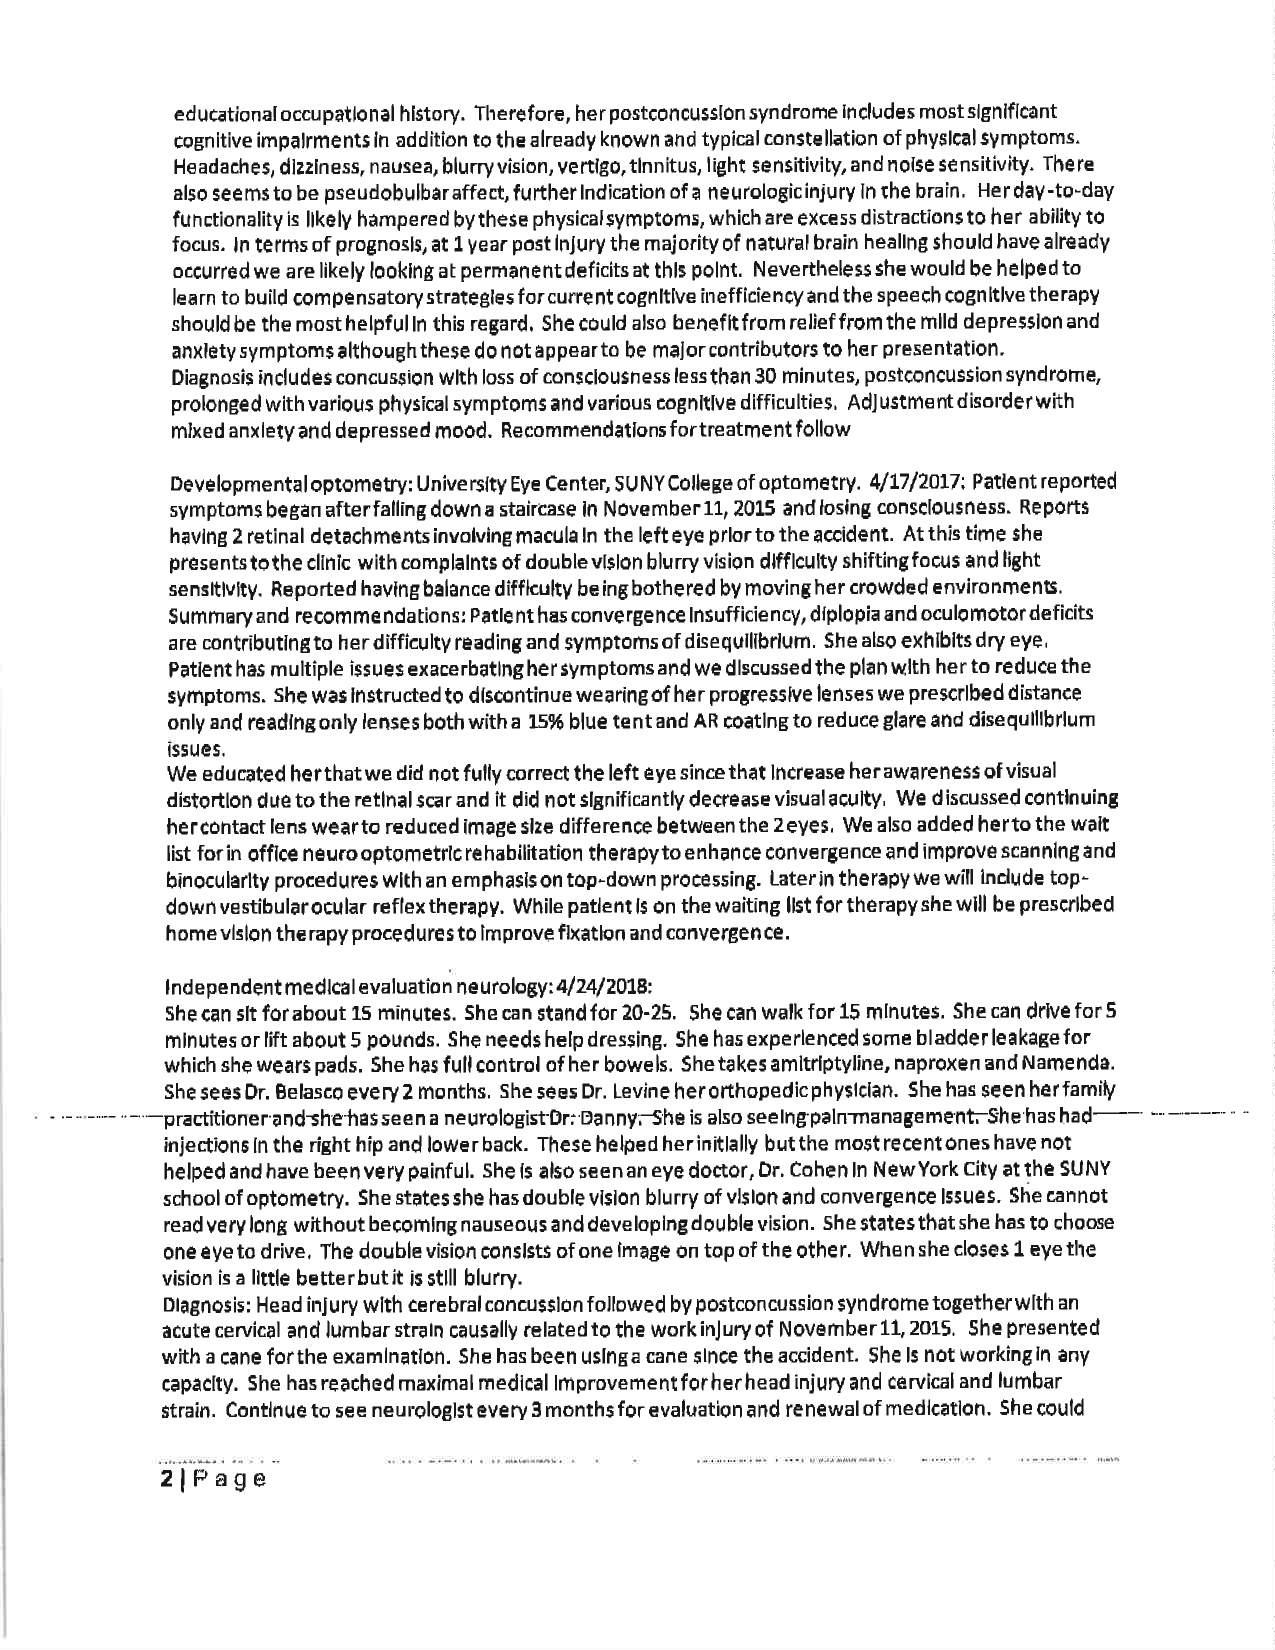 educational occupational history. Therefore, her postconcussion syndrome includes most significant
cognitive impairments in addition to the already known and typical constellation of physical symptoms.
Headaches, dizziness, nausea, blurry vision, vertigo, tinnitus, light sensitivity, and noise sensitivity. There
also seems to be pseudobulbar affect, further indication of a neurologic injury in the brain. Her day-to-day
functionality is likely hampered by these physical symptoms, which are excess distractions to her ability to
focus. In terms of prognosis, at 1 year post injury the majority of natural brain healing should have already
occurred we are likely looking at permanent deficits at this point. Nevertheless she would be helped to
learn to build compensatory strategies for current cognitive inefficiency and the speech cognitive therapy
should be the most helpful in this regard. She could also benefit from relief from the mild depression and
anxiety symptoms although these do not appear to be major contributors to her presentation.
Diagnosis includes concussion with loss of consciousness less than 30 minutes, postconcussion syndrome,
prolonged with various physical symptoms and various cognitive difficulties. Adjustment disorder with
mixed anxiety and depressed mood. Recommendations for treatment follow
Developmental optometry: University Eye Center, SUNY College of optometry. 4/17/2017: Patient reported
symptoms began after falling down a staircase in November 11, 2015 and losing consciousness. Reports
having 2 retinal detachments involving macula in the left eye prior to the accident. At this time she
presents to the clinic with complaints of double vision blurry vision difficulty shifting focus and light
sensitivity. Reported having balance difficulty being bothered by moving her crowded environments.
Summary and recommendations: Patient has convergence insufficiency, diplopia and oculomotor deficits
are contributing to her difficulty reading and symptoms of disequilibrium. She also exhibits dry eye.
Patient has multiple issues exacerbating her symptoms and we discussed the plan with her to reduce the
symptoms. She was instructed to discontinue wearing of her progressive lenses we prescribed distance
only and reading only lenses both with a 15% blue tent and AR coating to reduce glare and disequilibrium
issues.
We educated her that we did not fully correct the left eye since that increase her awareness of visual
distortion due to the retinal scar and it did not significantly decrease visual acuity. We discussed continuing
her contact lens wear to reduced image size difference between the 2 eyes. We also added her to the wait
list for in office neuro optometric rehabilitation therapy to enhance convergence and improve scanning and
binocularity procedures with an emphasis on top-down processing. Later in therapy we will include top-
down vestibular ocular reflex therapy. While patient is on the waiting list for therapy she will be prescribed
home vision therapy procedures to improve fixation and convergence.
Independent medical evaluation neurology: 4/24/2018:
She can sit for about 15 minutes. She can stand for 20-25. She can walk for 15 minutes. She can drive for 5
minutes or lift about 5 pounds. She needs help dressing. She has experienced some bladder leakage for
which she wears pads. She has full control of her bowels. She takes amitriptyline, naproxen and Namenda.
She sees Dr. Belasco every 2 months. She sees Dr. Levine her orthopedic physician. She has seen her family
practitioner and she has seen a neurologist Dr. Danny. She is also seeing pain management. She has had
injections in the right hip and lower back. These helped her initially but the most recent ones have not
helped and have been very painful. She is also seen an eye doctor, Dr. Cohen in New York City at the SUNY
school of optometry. She states she has double vision blurry of vision and convergence issues. She cannot
read very long without becoming nauseous and developing double vision. She states that she has to choose
one eye to drive. The double vision consists of one image on top of the other. When she closes 1 eye the
vision is a little better but it is still blurry.
Diagnosis: Head injury with cerebral concussion followed by postconcussion syndrome together with an
acute cervical and lumbar strain causally related to the work injury of November 11, 2015. She presented
with a cane for the examination. She has been using a cane since the accident. She is not working in any
capacity. She has reached maximal medical improvement for her head injury and cervical and lumbar
strain. Continue to see neurologist every 3 months for evaluation and renewal of medication. She could
2 | Page